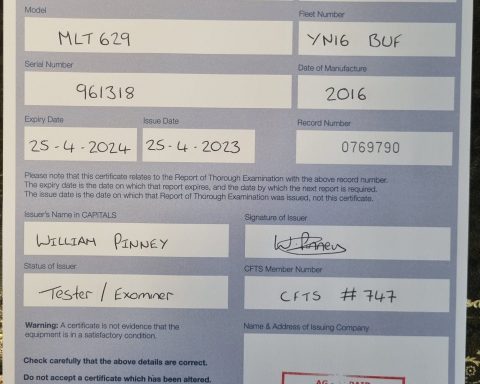 Model
Fleet Number
MLT 629
YN16 BUF
Serial Number
Date of Manufacture
961318
2016
Expiry Date
Issue Date
Record Number
25-4-2024
25-4-2023
0769790
Please note that this certificate relates to the Report of Thorough Examination with the above record number.
The expiry date is the date on which that report expires, and the date by which the next report is required.
The issue date is the date on which that Report of Thorough Examination was issued, not this certificate.
Issuer's Name in CAPITALS
Signature of Issuer
WILLIAM PINNEY
W.Pinney
Status of Issuer
CFTS Member Number
Tester / Examiner
CFTS #747
Warning: A certificate is not evidence that the
equipment is in a satisfactory condition.
Name & Address of Issuing Company
Check carefully that the above details are correct.
Do not accept a certificate which has been altered.